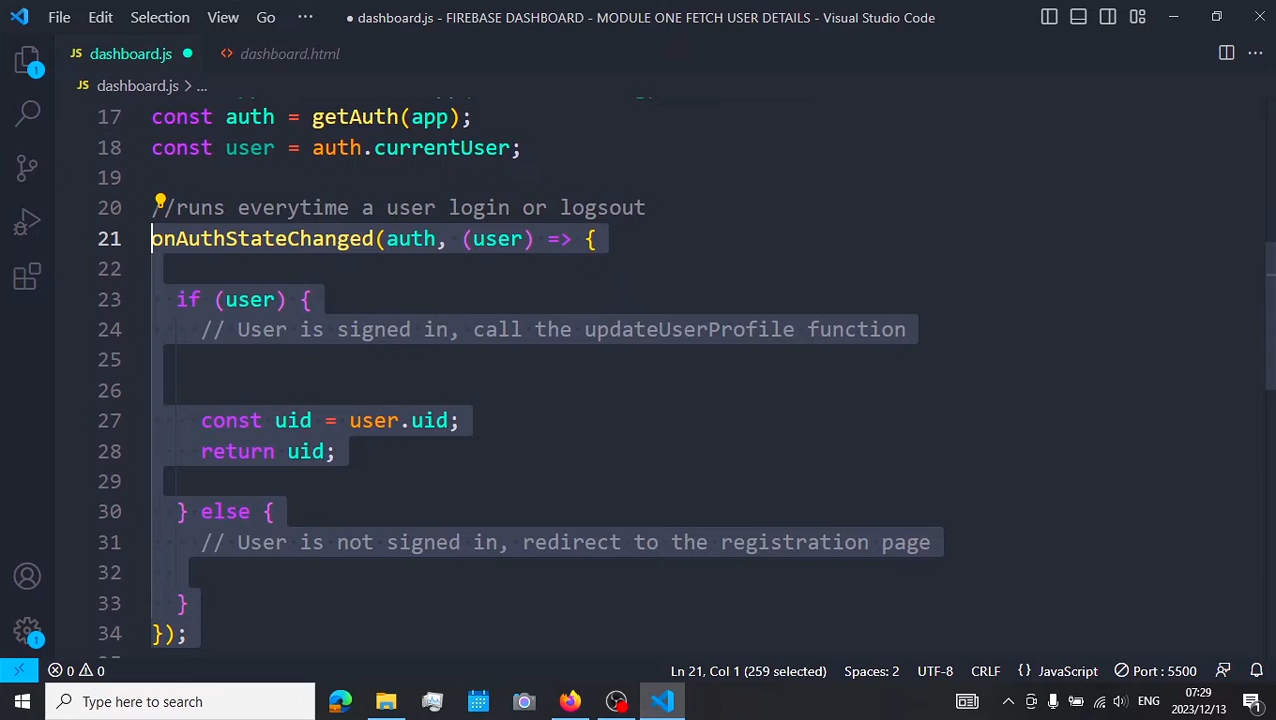 File Edit Selection View Go ··· ● dashboard.js - FIREBASE DASHBOARD - MODULE ONE FETCH USER DETAILS - Visual Studio Code
JS dashboard.js ● <> dashboard.html
JS dashboard.js > ...
17 const auth = getAuth(app);
18 const user = auth.currentUser;
19
20 //runs everytime a user login or logsout
21 onAuthStateChanged(auth, (user) => {
22
23 if (user) {
24 // User is signed in, call the updateUserProfile function
25
26
27 const uid = user.uid;
28 return uid;
29
30 } else {
31 // User is not signed in, redirect to the registration page
32
33 }
34 });
1
1
0 0 Ln 21, Col 1 (259 selected) Spaces: 2 UTF-8 CRLF {} JavaScript Port : 5500
Type here to search ENG 07:29
2023/12/13 1